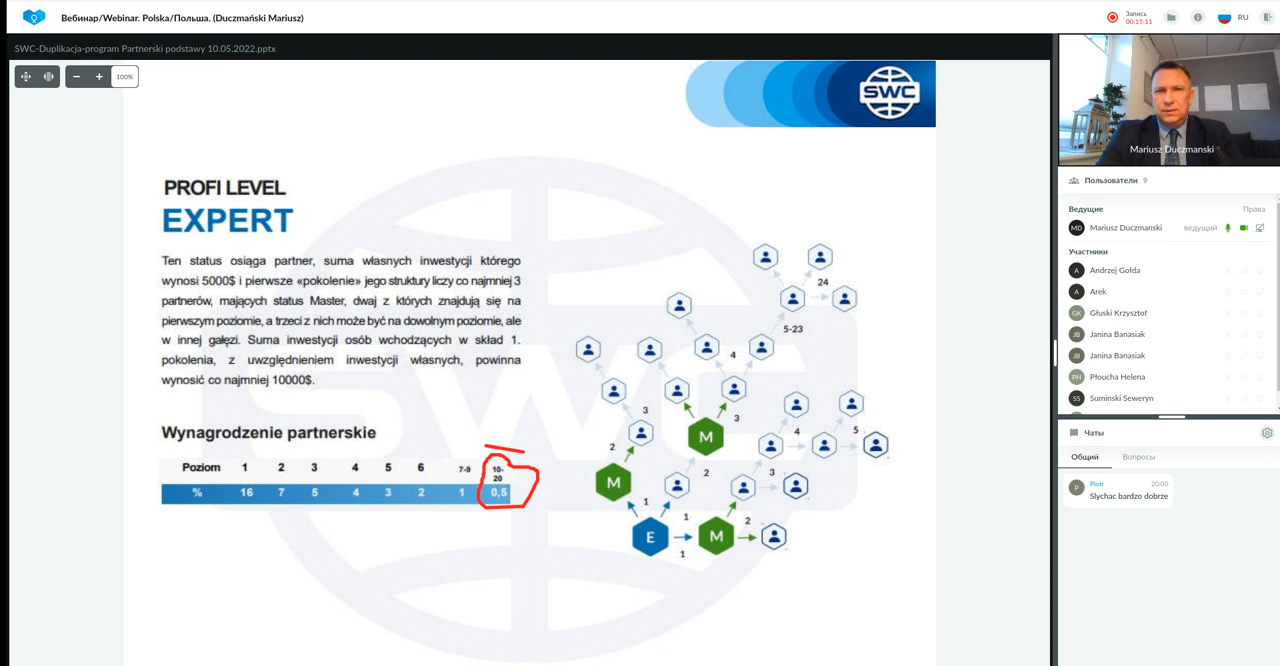 Вебинар/Webinar. Polska/Польша. (Duczmański Mariusz)
Запись
00:15:11
RU
SWC-Duplikacja-program Partnerski podstawy 10.05.2022.pptx
100%
SWC
PROFI LEVEL
EXPERT
Ten status osiąga partner, suma własnych inwestycji którego
wynosi 5000$ i pierwsze «pokolenie» jego struktury liczy co najmniej 3
partnerów, mających status Master, dwaj z których znajdują się na
pierwszym poziomie, a trzeci z nich może być na dowolnym poziomie, ale
w innej gałęzi. Suma inwestycji osób wchodzących w skład 1.
pokolenia, z uwzględnieniem inwestycji własnych, powinna
wynosić co najmniej 10000$.
Wynagrodzenie partnerskie
Poziom 1 2 3 4 5 6 7-9 10-20
% 16 7 5 4 3 2 1 0,5
24
5-23
4
3
3
4
5
2
M
M
2
3
1
1
2
E
M
1
Mariusz Duczmanski
Пользователи 9
Ведущие Права
MD Mariusz Duczmanski ведущий
Участники
A Andrzej Gołda
A Arek
GK Głuski Krzysztof
JB Janina Banasiak
JB Janina Banasiak
PH Płoucha Helena
SS Suminski Seweryn
Чаты
Общий Вопросы
P Piotr 20:00
Slychac bardzo dobrze